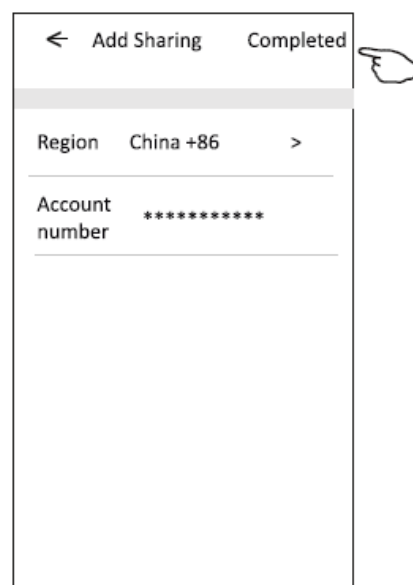 ← Add Sharing Completed
Region China +86 >
Account
number ***********